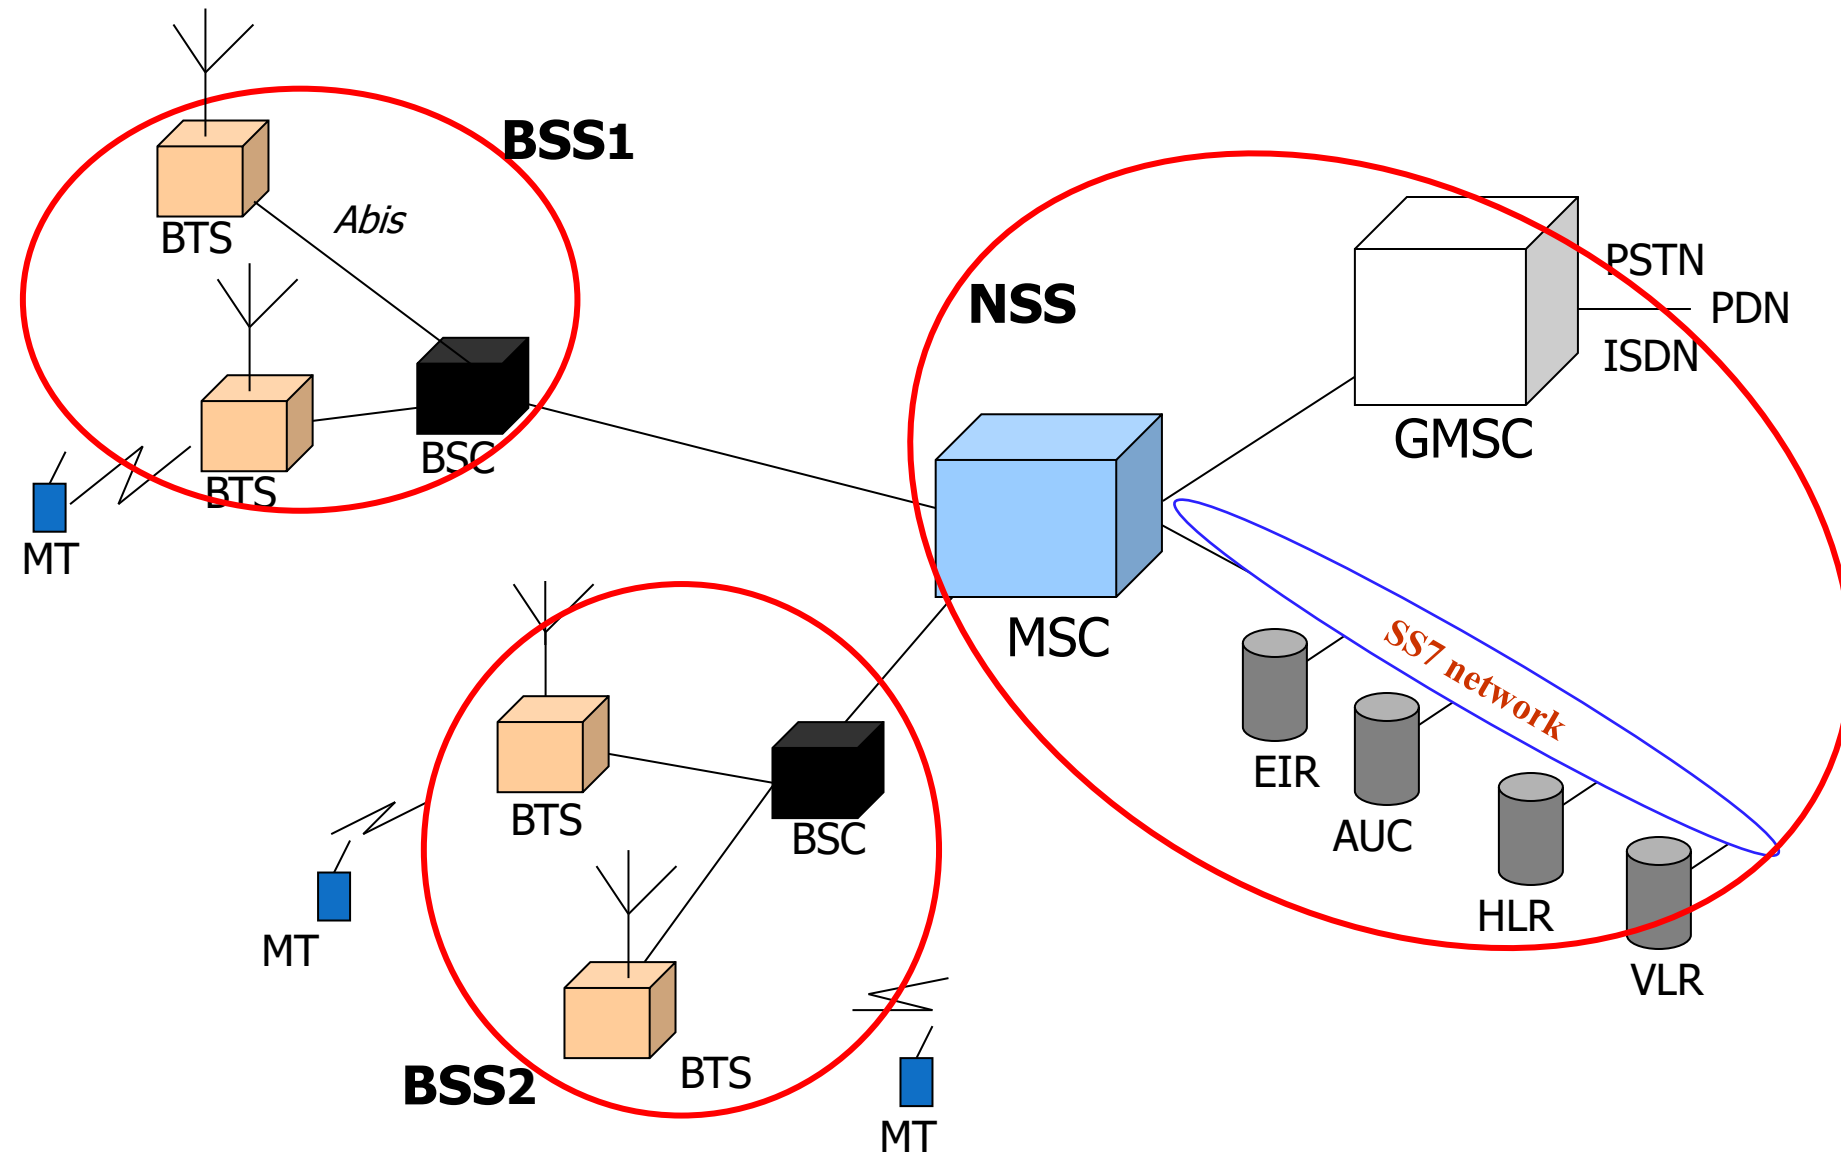 BSS1
Abis
BTS
BTS
BSC
MT
NSS
PSTN
PDN
ISDN
GMSC
MSC
SS7 network
EIR
AUC
HLR
VLR
BTS
BSC
MT
BTS
BSS2
MT